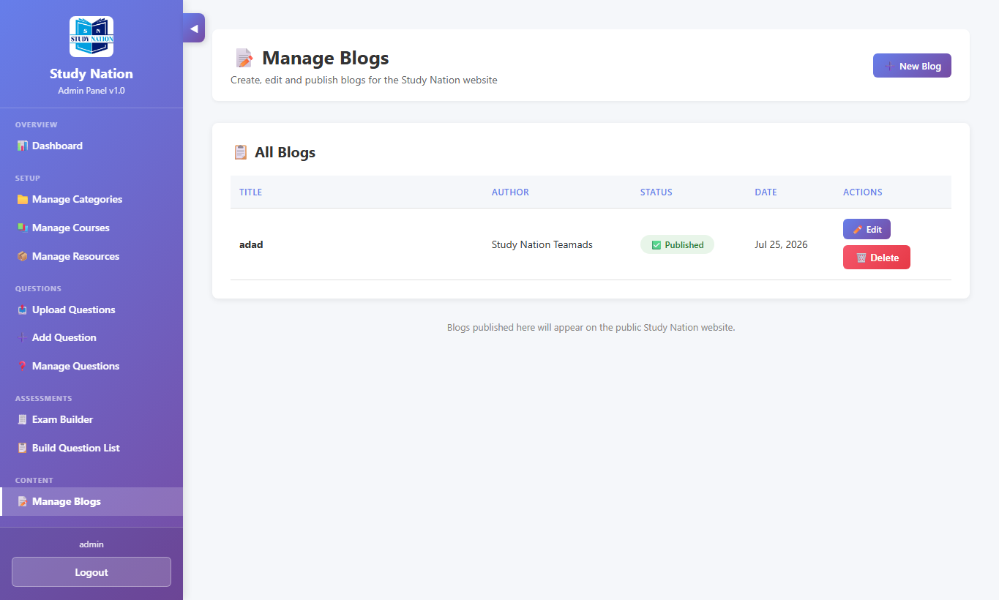 S N
STUDY NATION
Study Nation
Admin Panel v1.0
OVERVIEW
Dashboard
SETUP
Manage Categories
Manage Courses
Manage Resources
QUESTIONS
Upload Questions
Add Question
Manage Questions
ASSESSMENTS
Exam Builder
Build Question List
CONTENT
Manage Blogs
admin
Logout
Manage Blogs
Create, edit and publish blogs for the Study Nation website
New Blog
All Blogs
TITLE AUTHOR STATUS DATE ACTIONS
adad Study Nation Teamads Published Jul 25, 2026
Edit
Delete
Blogs published here will appear on the public Study Nation website.